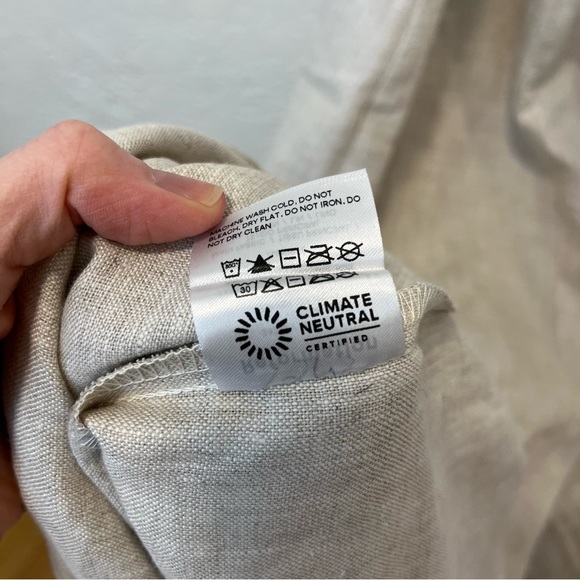 MACHINE WASH COLD, DO NOT
BLEACH, DRY FLAT, DO NOT IRON, DO
NOT DRY CLEAN
30
CLIMATE
NEUTRAL
CERTIFIED
Reformation